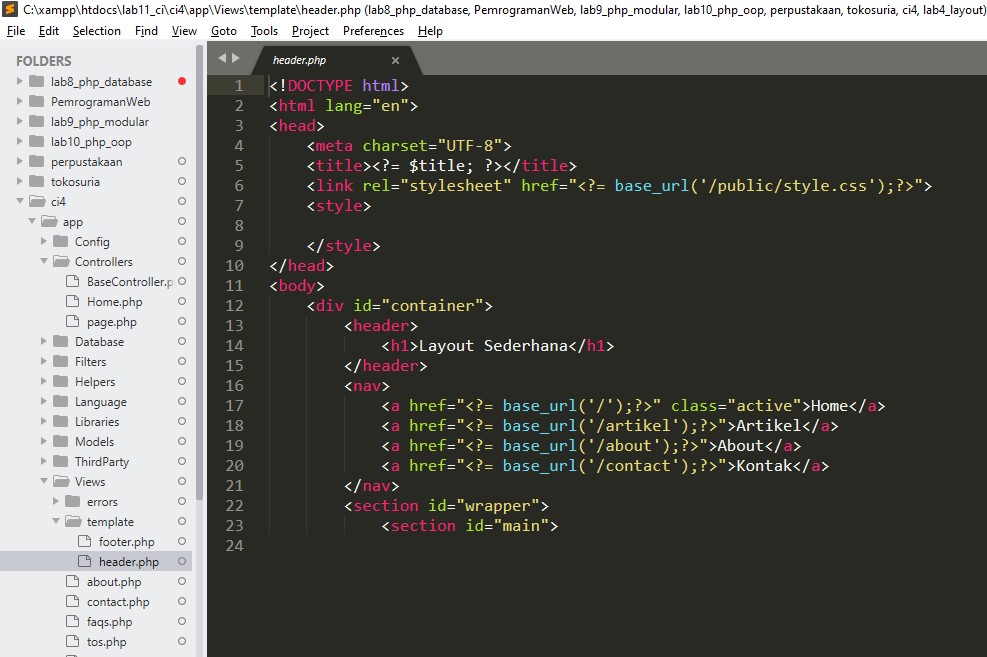 C:\xampp\htdocs\lab11_ci\ci4\app\Views\template\header.php (lab8_php_database, PemrogramanWeb, lab9_php_modular, lab10_php_oop, perpustakaan, tokosuria, ci4, lab4_layout)
File Edit Selection Find View Goto Tools Project Preferences Help
FOLDERS
lab8_php_database
PemrogramanWeb
lab9_php_modular
lab10_php_oop
perpustakaan
tokosuria
ci4
app
Config
Controllers
BaseController.p
Home.php
page.php
Database
Filters
Helpers
Language
Libraries
Models
ThirdParty
Views
errors
template
footer.php
header.php
about.php
contact.php
faqs.php
tos.php
header.php ×
1 <!DOCTYPE html>
2 <html lang="en">
3 <head>
4 <meta charset="UTF-8">
5 <title><?= $title; ?></title>
6 <link rel="stylesheet" href="<?= base_url('/public/style.css');?>">
7 <style>
8
9 </style>
10 </head>
11 <body>
12 <div id="container">
13 <header>
14 <h1>Layout Sederhana</h1>
15 </header>
16 <nav>
17 <a href="<?= base_url('/');?>" class="active">Home</a>
18 <a href="<?= base_url('/artikel');?>">Artikel</a>
19 <a href="<?= base_url('/about');?>">About</a>
20 <a href="<?= base_url('/contact');?>">Kontak</a>
21 </nav>
22 <section id="wrapper">
23 <section id="main">
24